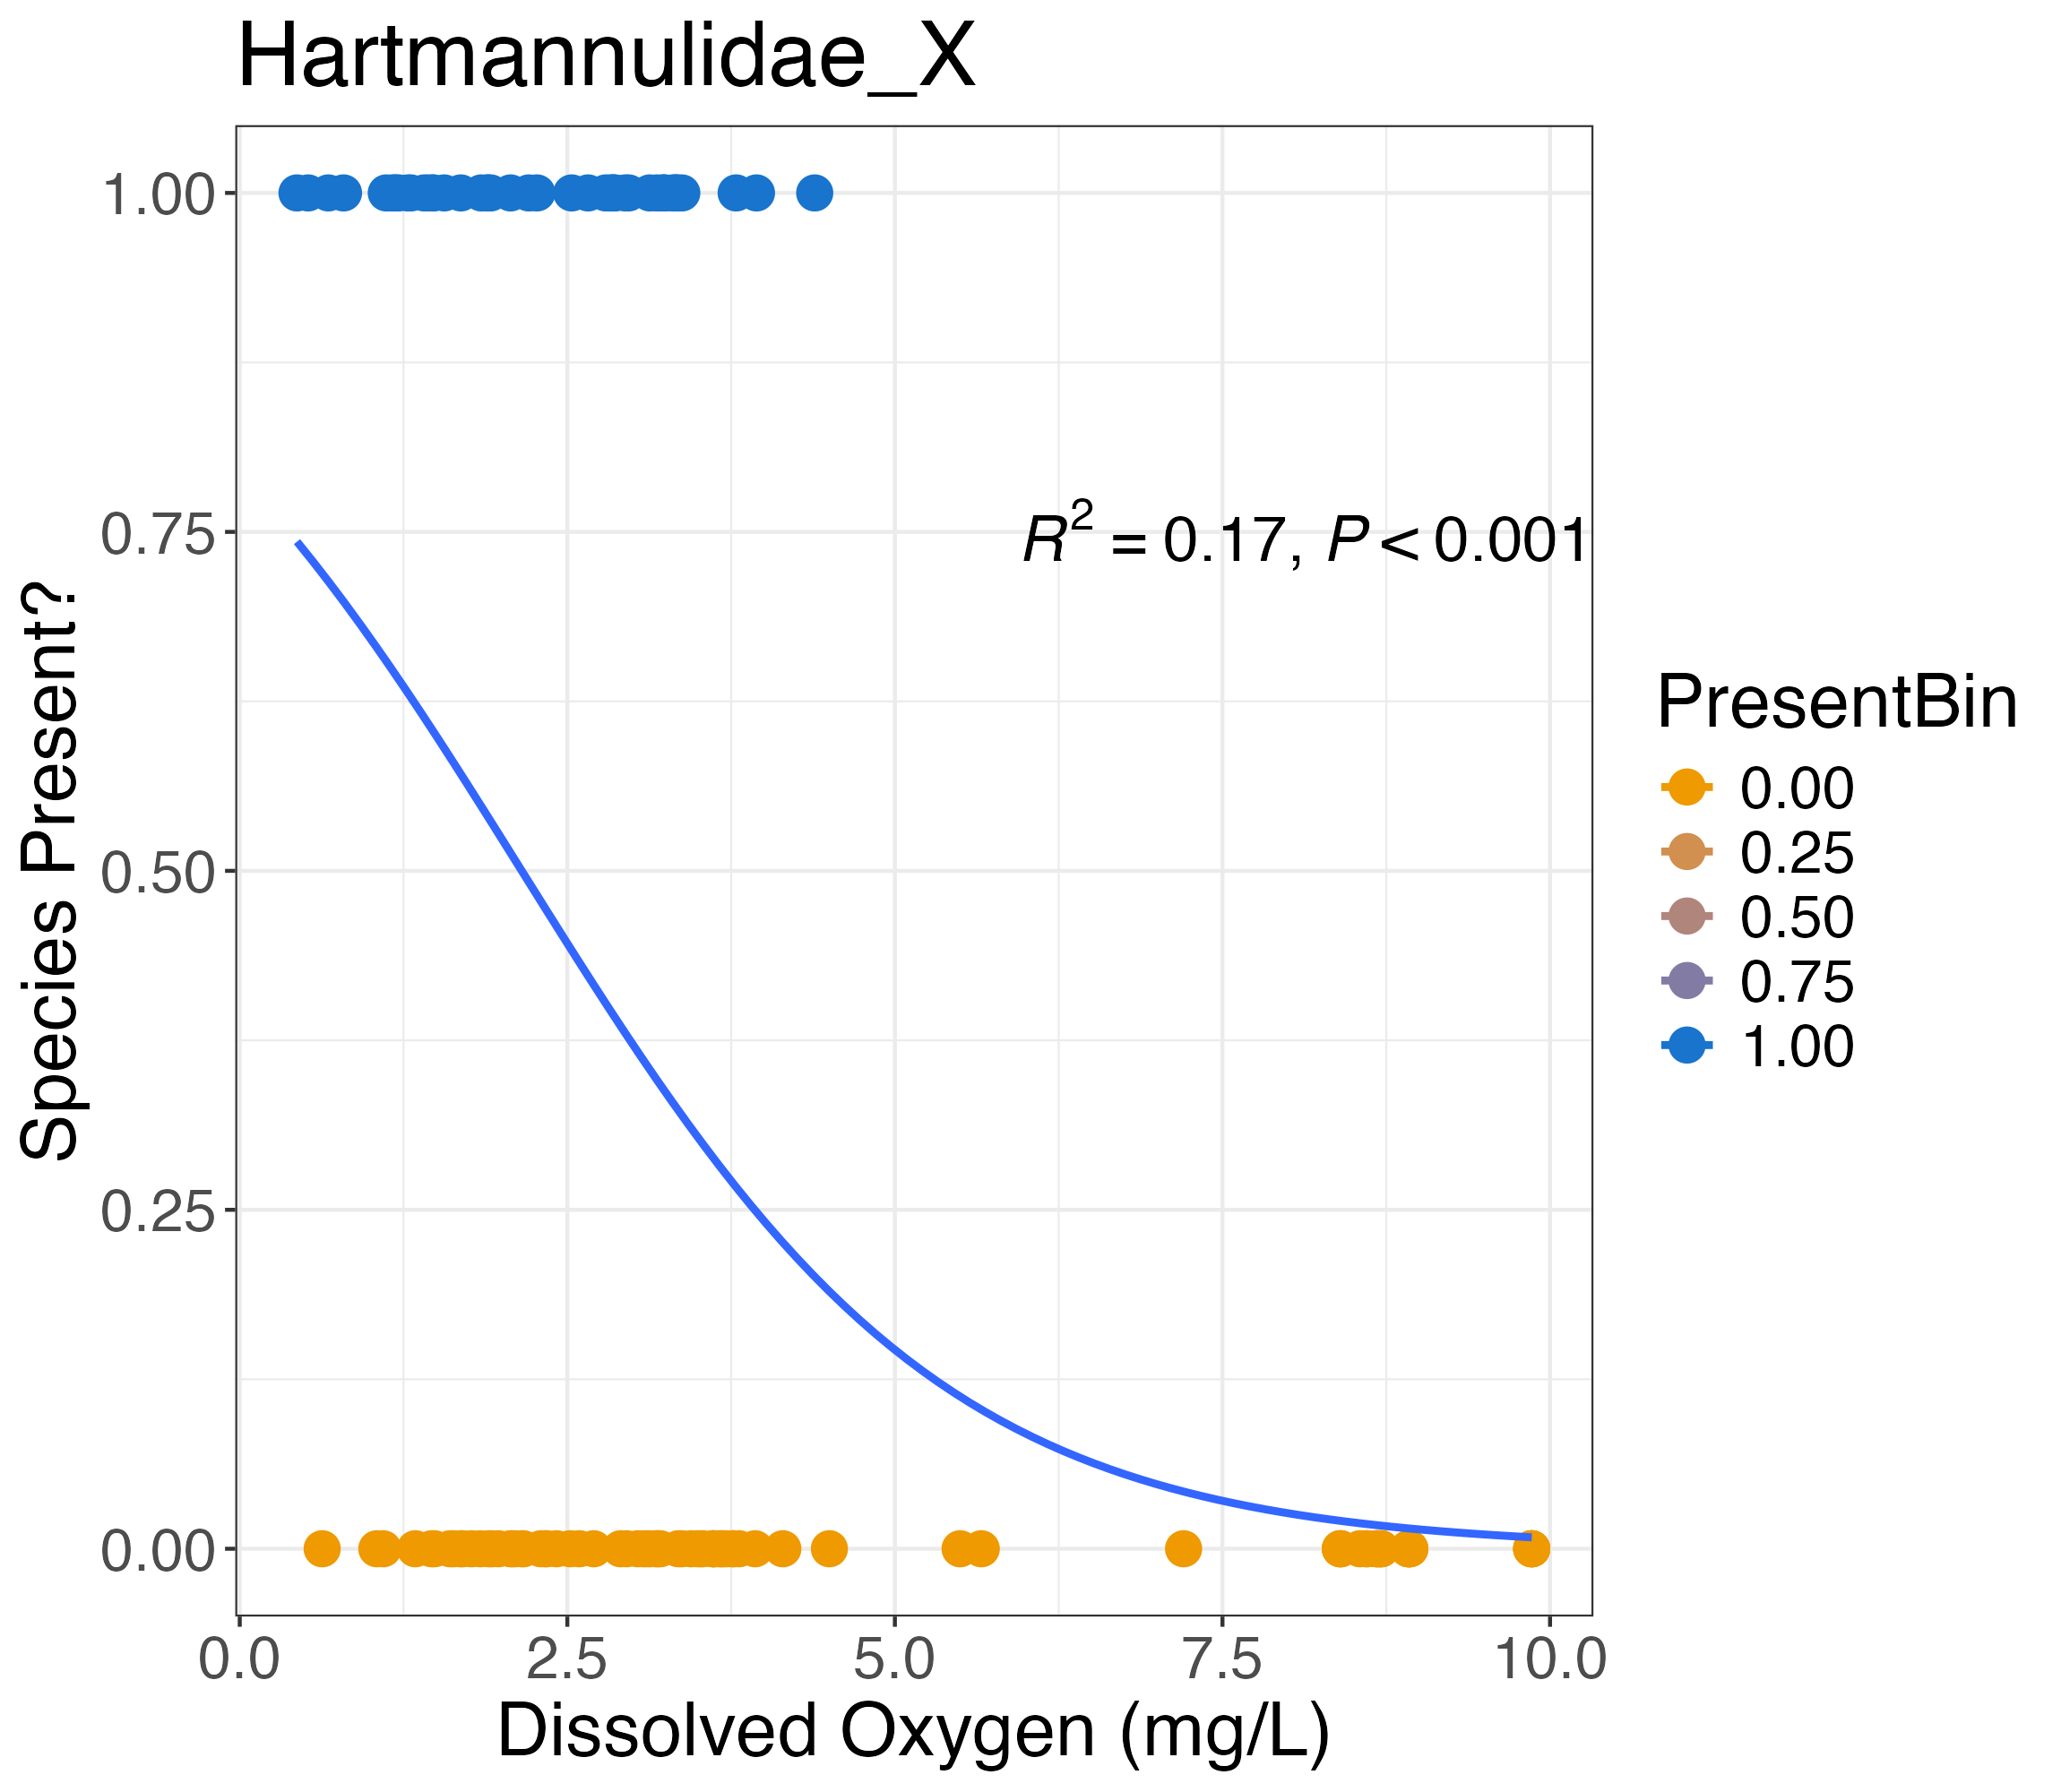 Hartmannulidae_X
1.00
0.75
0.50
0.25
0.00
Species Present?
R2 = 0.17, P < 0.001
0.0 2.5 5.0 7.5 10.0
Dissolved Oxygen (mg/L)
PresentBin
0.00
0.25
0.50
0.75
1.00